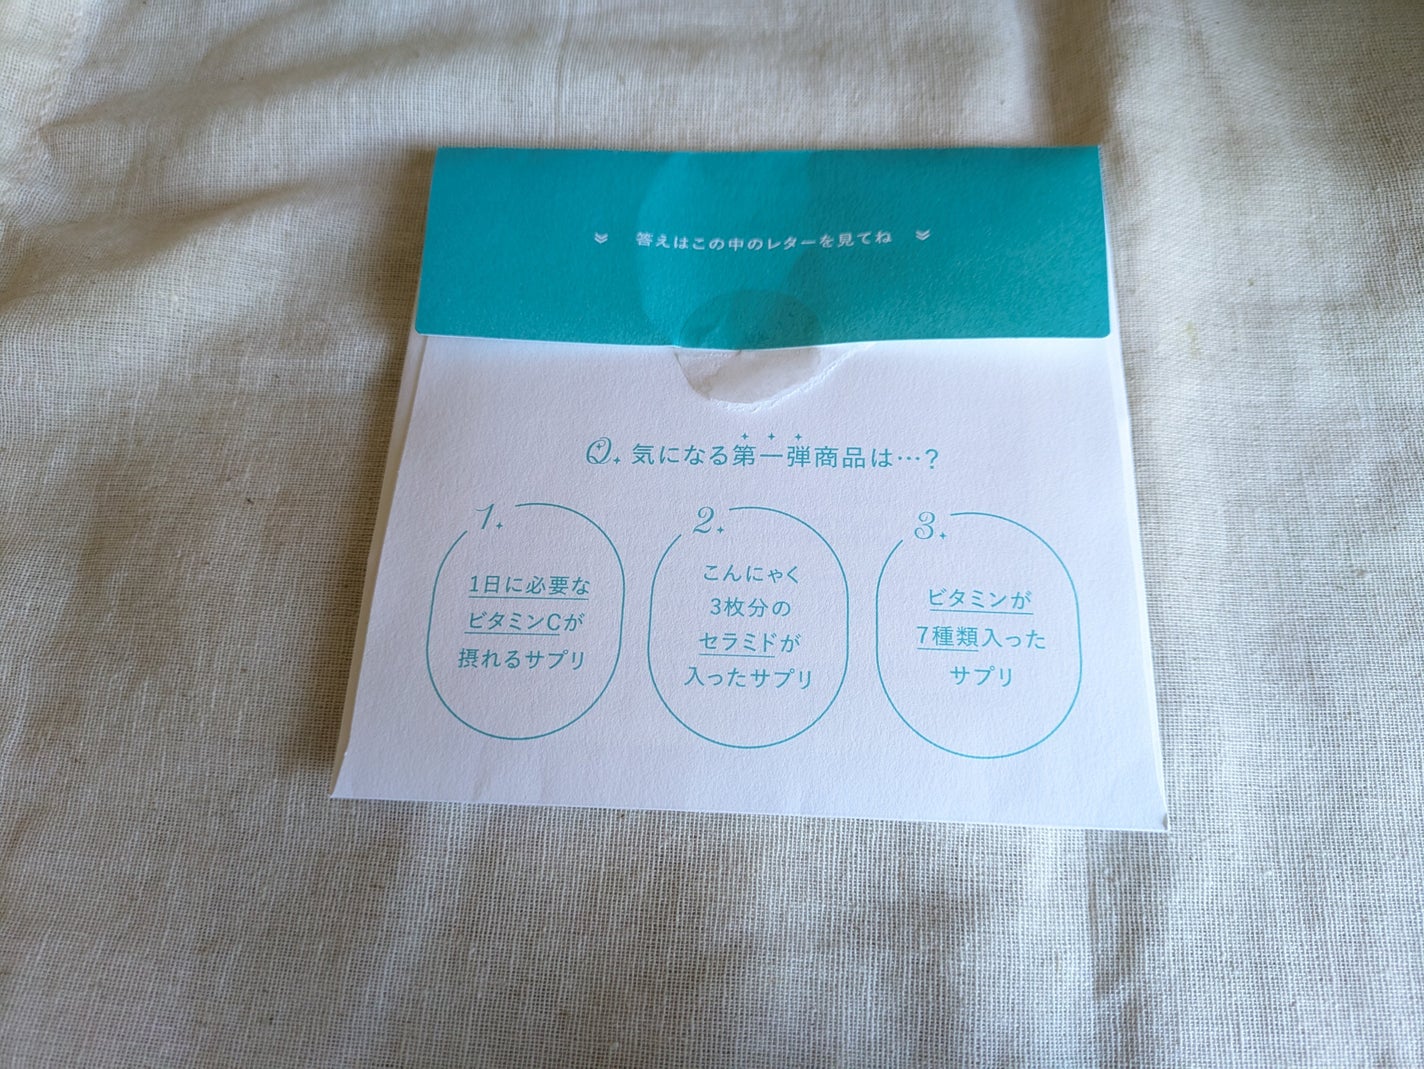 答えはこの中のレターを見てね
Q. 気になる第一弾商品は…?
1.
1日に必要な
ビタミンCが
摂れるサプリ
2.
こんにゃく
3枚分の
セラミドが
入ったサプリ
3.
ビタミンが
7種類入った
サプリ